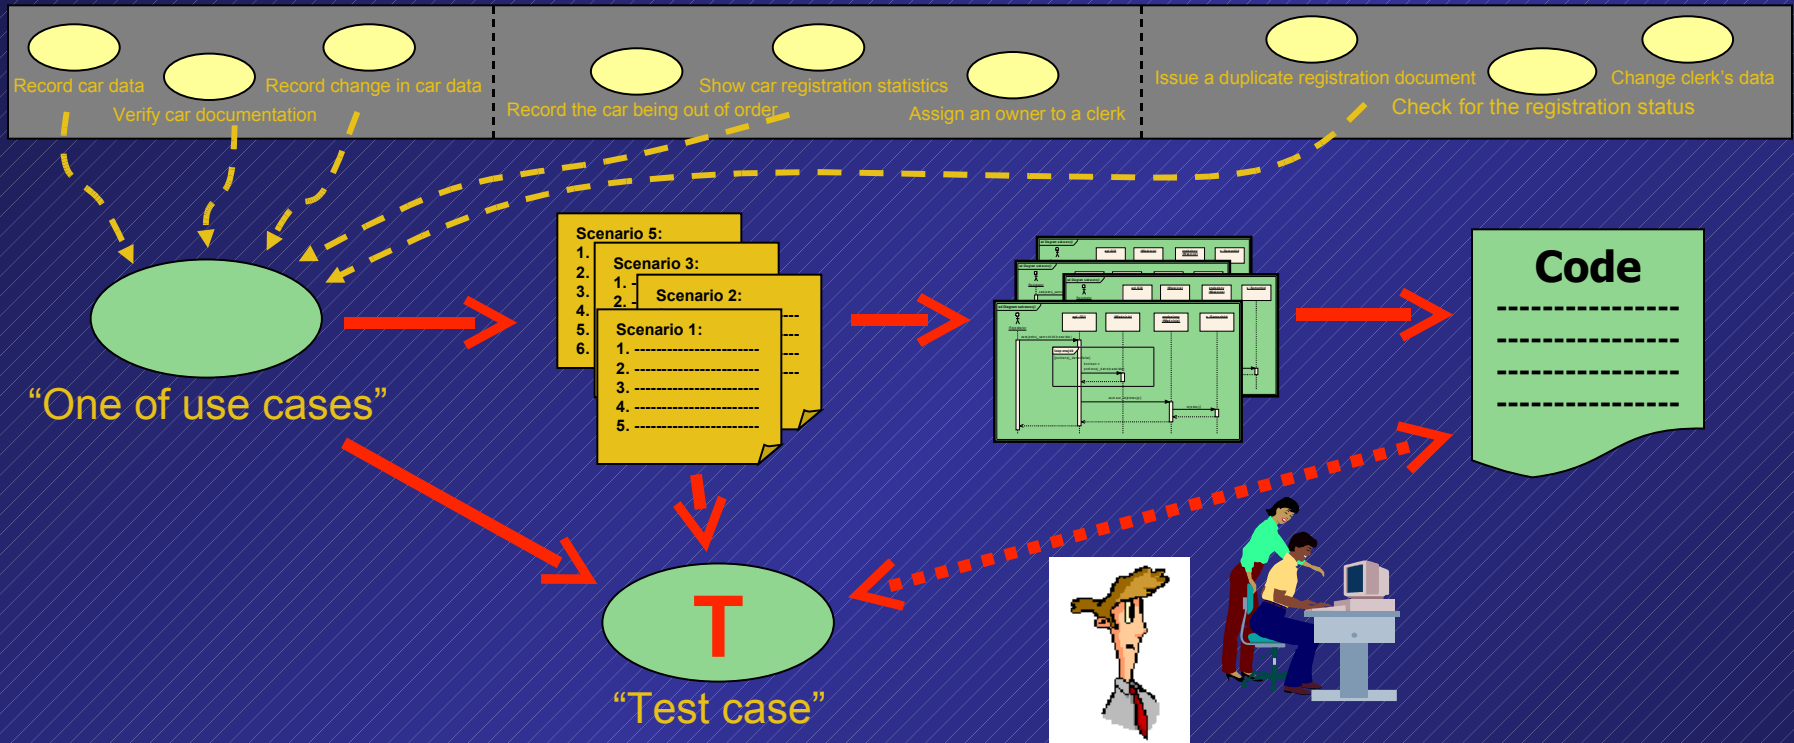 Record car data
Verify car documentation
Record change in car data
Record the car being out of order
Show car registration statistics
Assign an owner to a clerk
Issue a duplicate registration document
Check for the registration status
Change clerk's data
Scenario 5:
1.
2.
3.
4.
5.
6.
Scenario 3:
1. -
2. -
Scenario 2:
Scenario 1:
1. -----------------------
2. -----------------------
3. -----------------------
4. -----------------------
5. -----------------------
Code
“One of use cases”
T
“Test case”